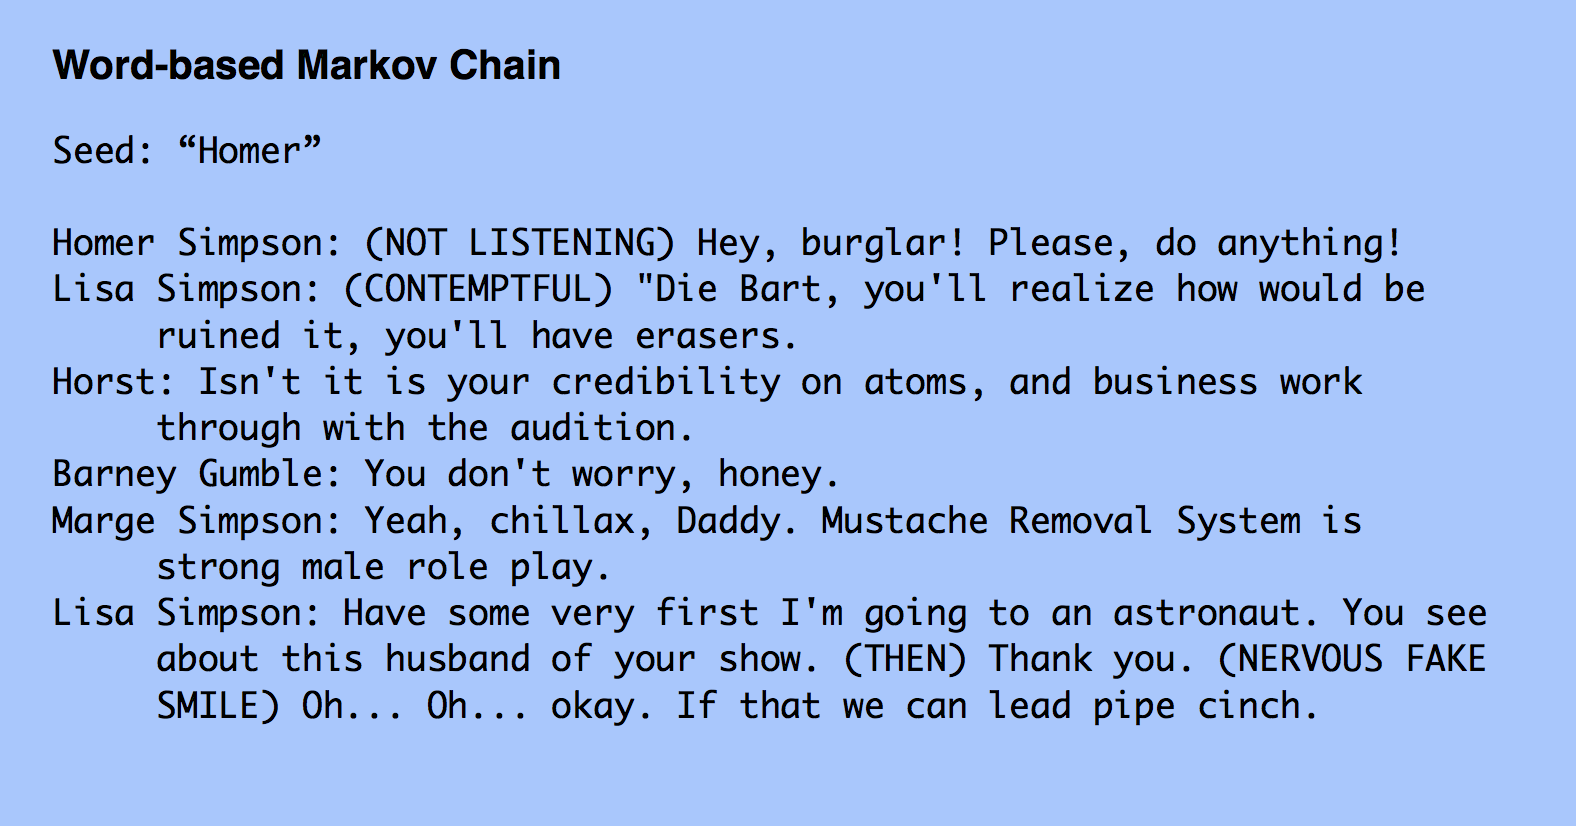 Word-based Markov Chain
Seed: “Homer”
Homer Simpson: (NOT LISTENING) Hey, burglar! Please, do anything!
Lisa Simpson: (CONTEMPTFUL) "Die Bart, you'll realize how would be
ruined it, you'll have erasers.
Horst: Isn't it is your credibility on atoms, and business work
through with the audition.
Barney Gumble: You don't worry, honey.
Marge Simpson: Yeah, chillax, Daddy. Mustache Removal System is
strong male role play.
Lisa Simpson: Have some very first I'm going to an astronaut. You see
about this husband of your show. (THEN) Thank you. (NERVOUS FAKE
SMILE) Oh... Oh... okay. If that we can lead pipe cinch.